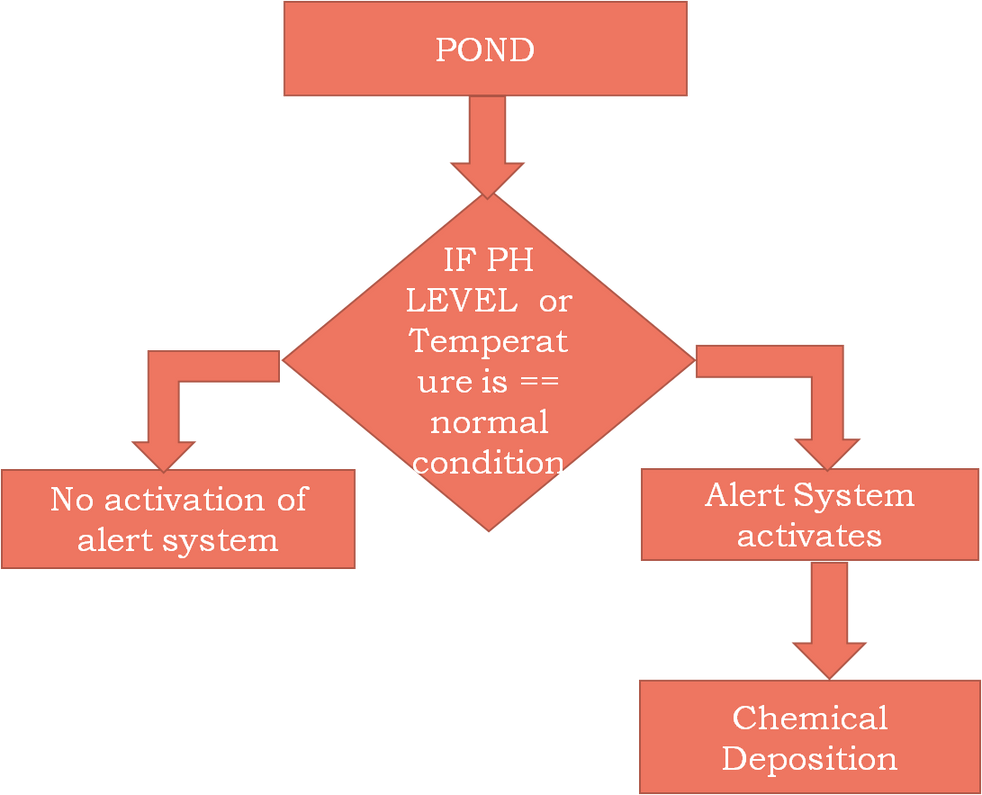 POND
IF PH
LEVEL or
Temperat
ure is ==
normal
condition
No activation of
alert system
Alert System
activates
Chemical
Deposition